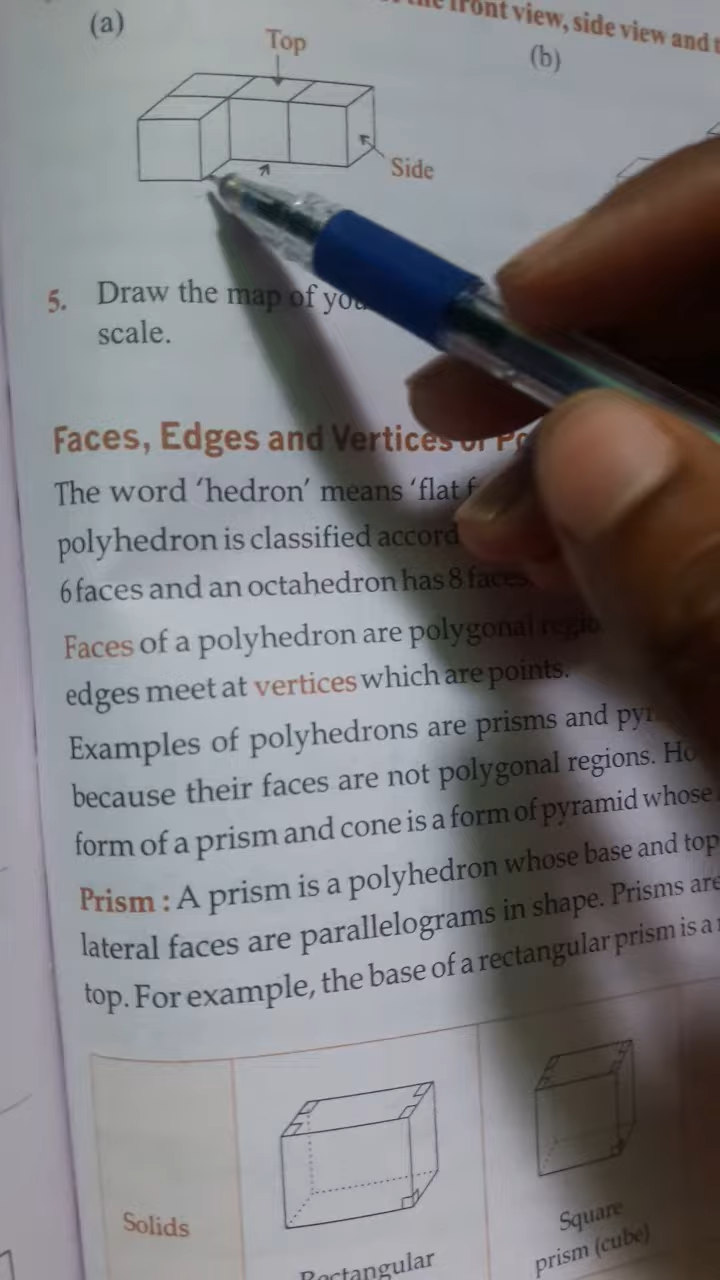 front view, side view and
(a)
(b)
Top
Side
5. Draw the map of
scale.
Faces, Edges and Vertices of
The word ‘hedron’ means ‘flat
polyhedron is classified
6 faces and an octahedron has 8 faces.
Faces of a polyhedron are polygonal
edges meet at vertices which are points.
Examples of polyhedrons are prisms and
because their faces are not polygonal regions.
form of a prism and cone is a form of pyramid whose
Prism : A prism is a polyhedron whose base and top
lateral faces are parallelograms in shape. Prisms are
top. For example, the base of a rectangular prism is a
Solids
Rectangular
Square
prism (cube)